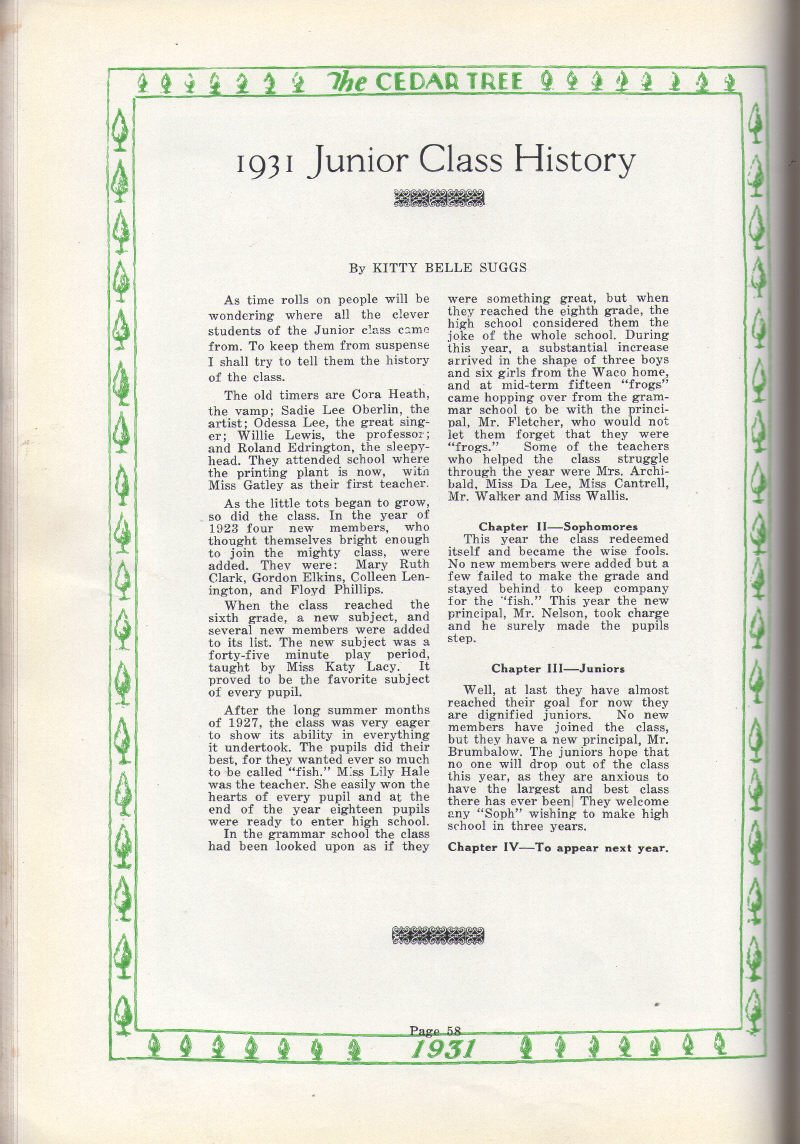 The CEDAR TREE
1931 Junior Class History
By KITTY BELLE SUGGS
As time rolls on people will be
wondering where all the clever
students of the Junior class came
from. To keep them from suspense
I shall try to tell them the history
of the class.
The old timers are Cora Heath,
the vamp; Sadie Lee Oberlin, the
artist; Odessa Lee, the great sing-
er; Willie Lewis, the professor;
and Roland Edrington, the sleepy-
head. They attended school where
the printing plant is now, with
Miss Gatley as their first teacher.
As the little tots began to grow,
so did the class. In the year of
1923 four new members, who
thought themselves bright enough
to join the mighty class, were
added. They were: Mary Ruth
Clark, Gordon Elkins, Colleen Len-
ington, and Floyd Phillips.
When the class reached the
sixth grade, a new subject, and
several new members were added
to its list. The new subject was a
forty-five minute play period,
taught by Miss Katy Lacy. It
proved to be the favorite subject
of every pupil.
After the long summer months
of 1927, the class was very eager
to show its ability in everything
it undertook. The pupils did their
best, for they wanted ever so much
to be called "fish." Miss Lily Hale
was the teacher. She easily won the
hearts of every pupil and at the
end of the year eighteen pupils
were ready to enter high school.
In the grammar school the class
had been looked upon as if they
were something great, but when
they reached the eighth grade, the
high school considered them the
joke of the whole school. During
this year, a substantial increase
arrived in the shape of three boys
and six girls from the Waco home,
and at mid-term fifteen "frogs"
came hopping over from the gram-
mar school to be with the princi-
pal, Mr. Fletcher, who would not
let them forget that they were
"frogs." Some of the teachers
who helped the class struggle
through the year were Mrs. Archi-
bald, Miss Da Lee, Miss Cantrell,
Mr. Walker and Miss Wallis.
Chapter II—Sophomores
This year the class redeemed
itself and became the wise fools.
No new members were added but a
few failed to make the grade and
stayed behind to keep company
for the "fish." This year the new
principal, Mr. Nelson, took charge
and he surely made the pupils
step.
Chapter III—Juniors
Well, at last they have almost
reached their goal for now they
are dignified juniors. No new
members have joined the class,
but they have a new principal, Mr.
Brumbalow. The juniors hope that
no one will drop out of the class
this year, as they are anxious to
have the largest and best class
there has ever been| They welcome
any "Soph" wishing to make high
school in three years.
Chapter IV—To appear next year.
Page 58
1931